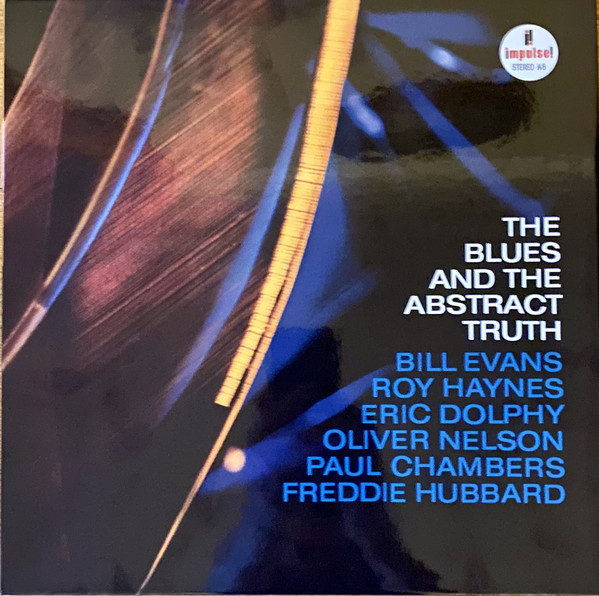 impulse!
STEREO A-5
THE
BLUES
AND THE
ABSTRACT
TRUTH
BILL EVANS
ROY HAYNES
ERIC DOLPHY
OLIVER NELSON
PAUL CHAMBERS
FREDDIE HUBBARD